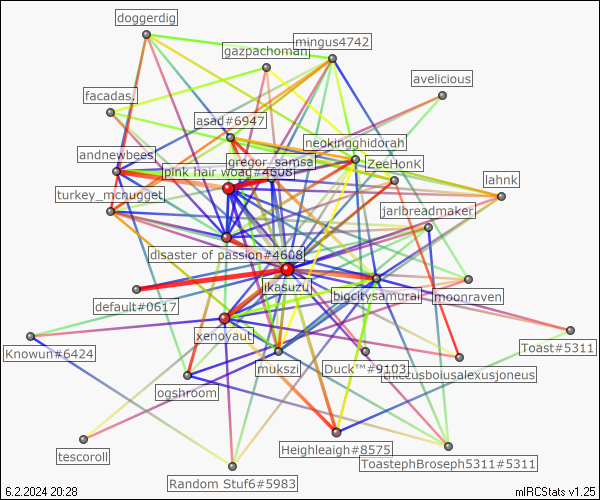 doggerdig
mingus4742
gazpachoman
avelicious
facadas.
asad#6947
neokingghidorah
andnewbees
gregor_samsa
ZeeHonK
pink hair woag#4608
turkey_mcnugget
lahnk
jarlbreadmaker
disaster of passion#4608
ikasuzu
bigcitysamurai
moonraven
default#0617
xenoyaut
Knowun#6424
Toast#5311
mukszi
Duck™#9103
ogshroom
Heighleaigh#8575
tescoroll
ToastephBroseph5311#5311
Random Stuf6#5983
6.2.2024 20:28
mIRCStats v1.25